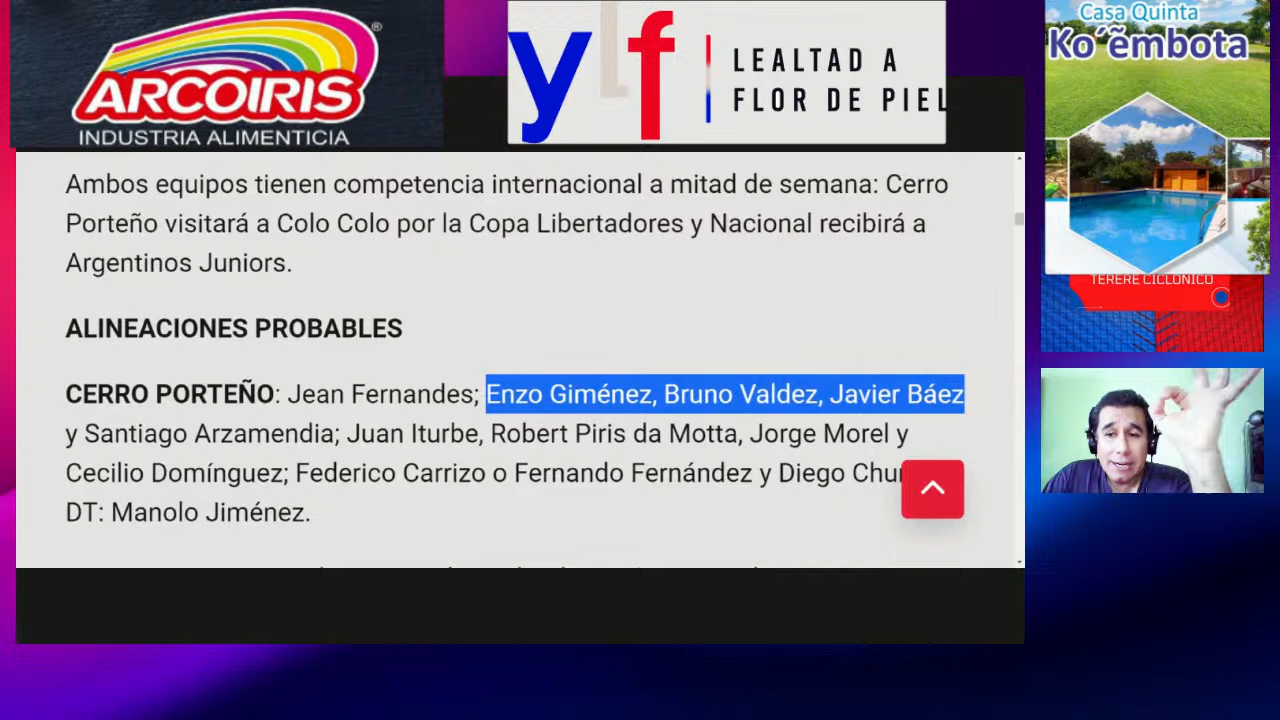 ARCOIRIS®
INDUSTRIA ALIMENTICIA
yf
LEALTAD A
FLOR DE PIEL
Casa Quinta
Ko´ẽmbota
TERERE CICLONICO
Ambos equipos tienen competencia internacional a mitad de semana: Cerro
Porteño visitará a Colo Colo por la Copa Libertadores y Nacional recibirá a
Argentinos Juniors.
ALINEACIONES PROBABLES
CERRO PORTEÑO: Jean Fernandes; Enzo Giménez, Bruno Valdez, Javier Báez
y Santiago Arzamendia; Juan Iturbe, Robert Piris da Motta, Jorge Morel y
Cecilio Domínguez; Federico Carrizo o Fernando Fernández y Diego Chu
DT: Manolo Jiménez.